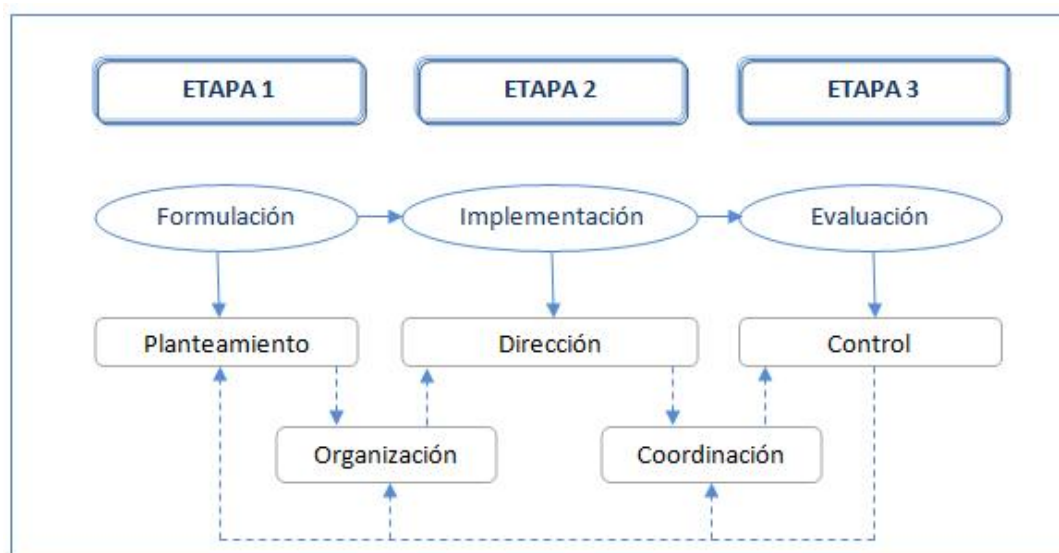 ETAPA 1
ETAPA 2
ETAPA 3
Formulación
Implementación
Evaluación
Planteamiento
Dirección
Control
Organización
Coordinación